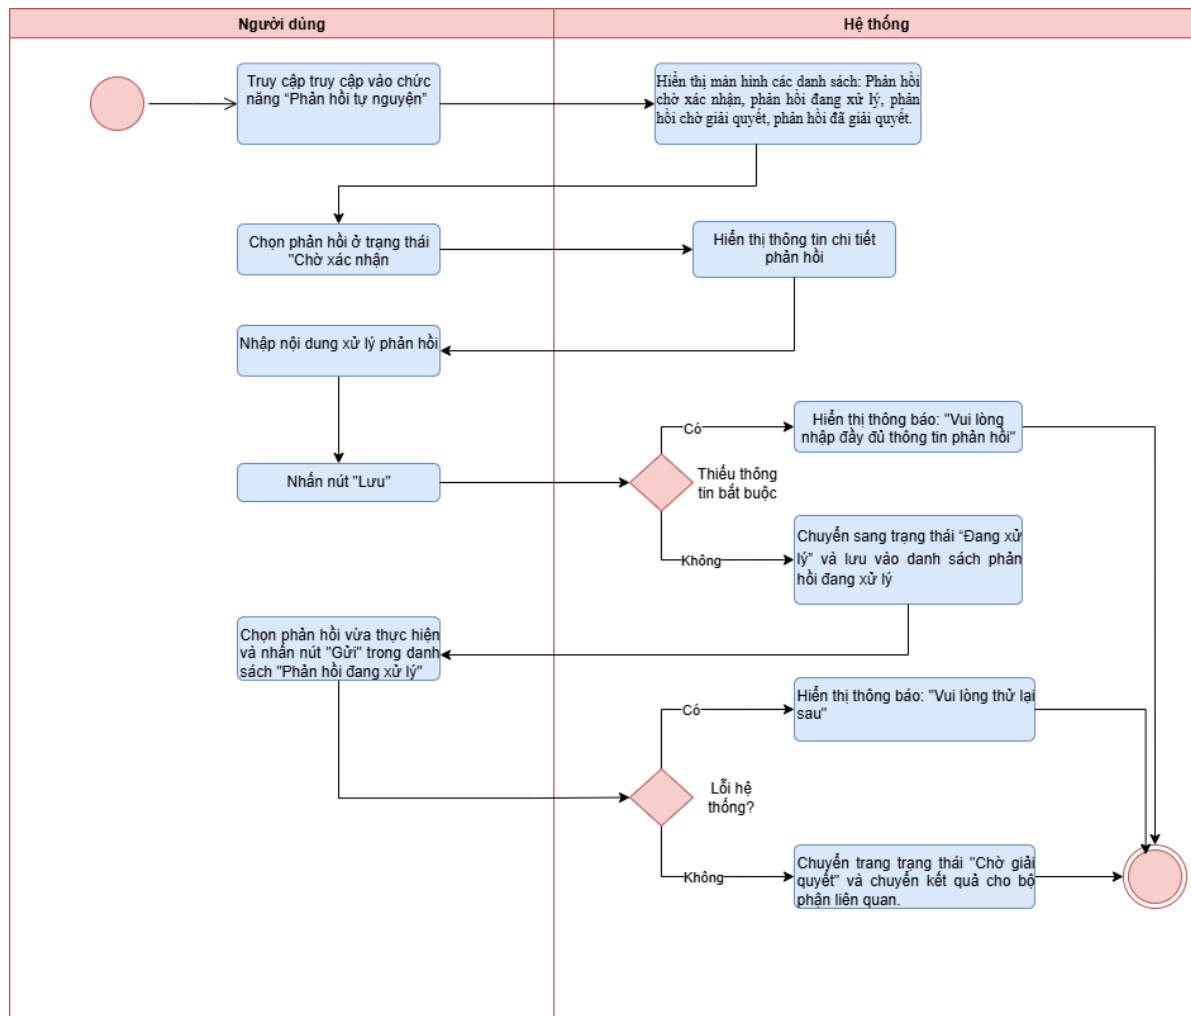 Người dùng
Hệ thống
Truy cập truy cập vào chức
năng “Phản hồi tự nguyện”
Hiển thị màn hình các danh sách: Phản hồi
chờ xác nhận, phản hồi đang xử lý, phản
hồi chờ giải quyết, phản hồi đã giải quyết.
Chọn phản hồi ở trạng thái
"Chờ xác nhận
Hiển thị thông tin chi tiết
phản hồi
Nhập nội dung xử lý phản hồi
Có
Hiển thị thông báo: "Vui lòng
nhập đầy đủ thông tin phản hồi"
Nhấn nút "Lưu"
Thiếu thông
tin bắt buộc
Không
Chuyển sang trạng thái “Đang xử
lý” và lưu vào danh sách phản
hồi đang xử lý
Chọn phản hồi vừa thực hiện
và nhấn nút "Gửi" trong danh
sách "Phản hồi đang xử lý"
Có
Hiển thị thông báo: "Vui lòng thử lại
sau"
Lỗi hệ
thống?
Không
Chuyển trang trạng thái "Chờ giải
quyết" và chuyển kết quả cho bộ
phận liên quan.